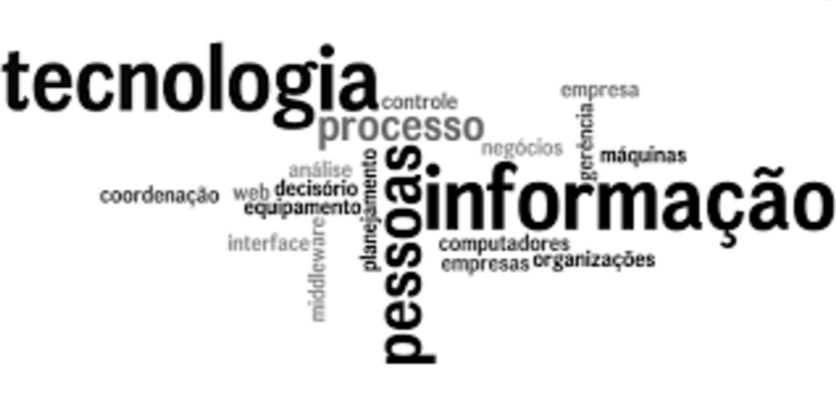 tecnologia
controle
empresa
processo
gerência
negócios
máquinas
análise
planejamento
pessoas
informação
coordenação
web
decisório
equipamento
interface
middleware
computadores
empresas
organizações